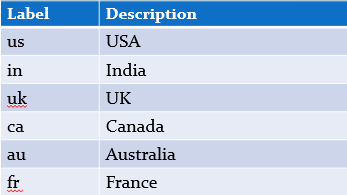 Label Description
us USA
in India
uk UK
ca Canada
au Australia
fr France